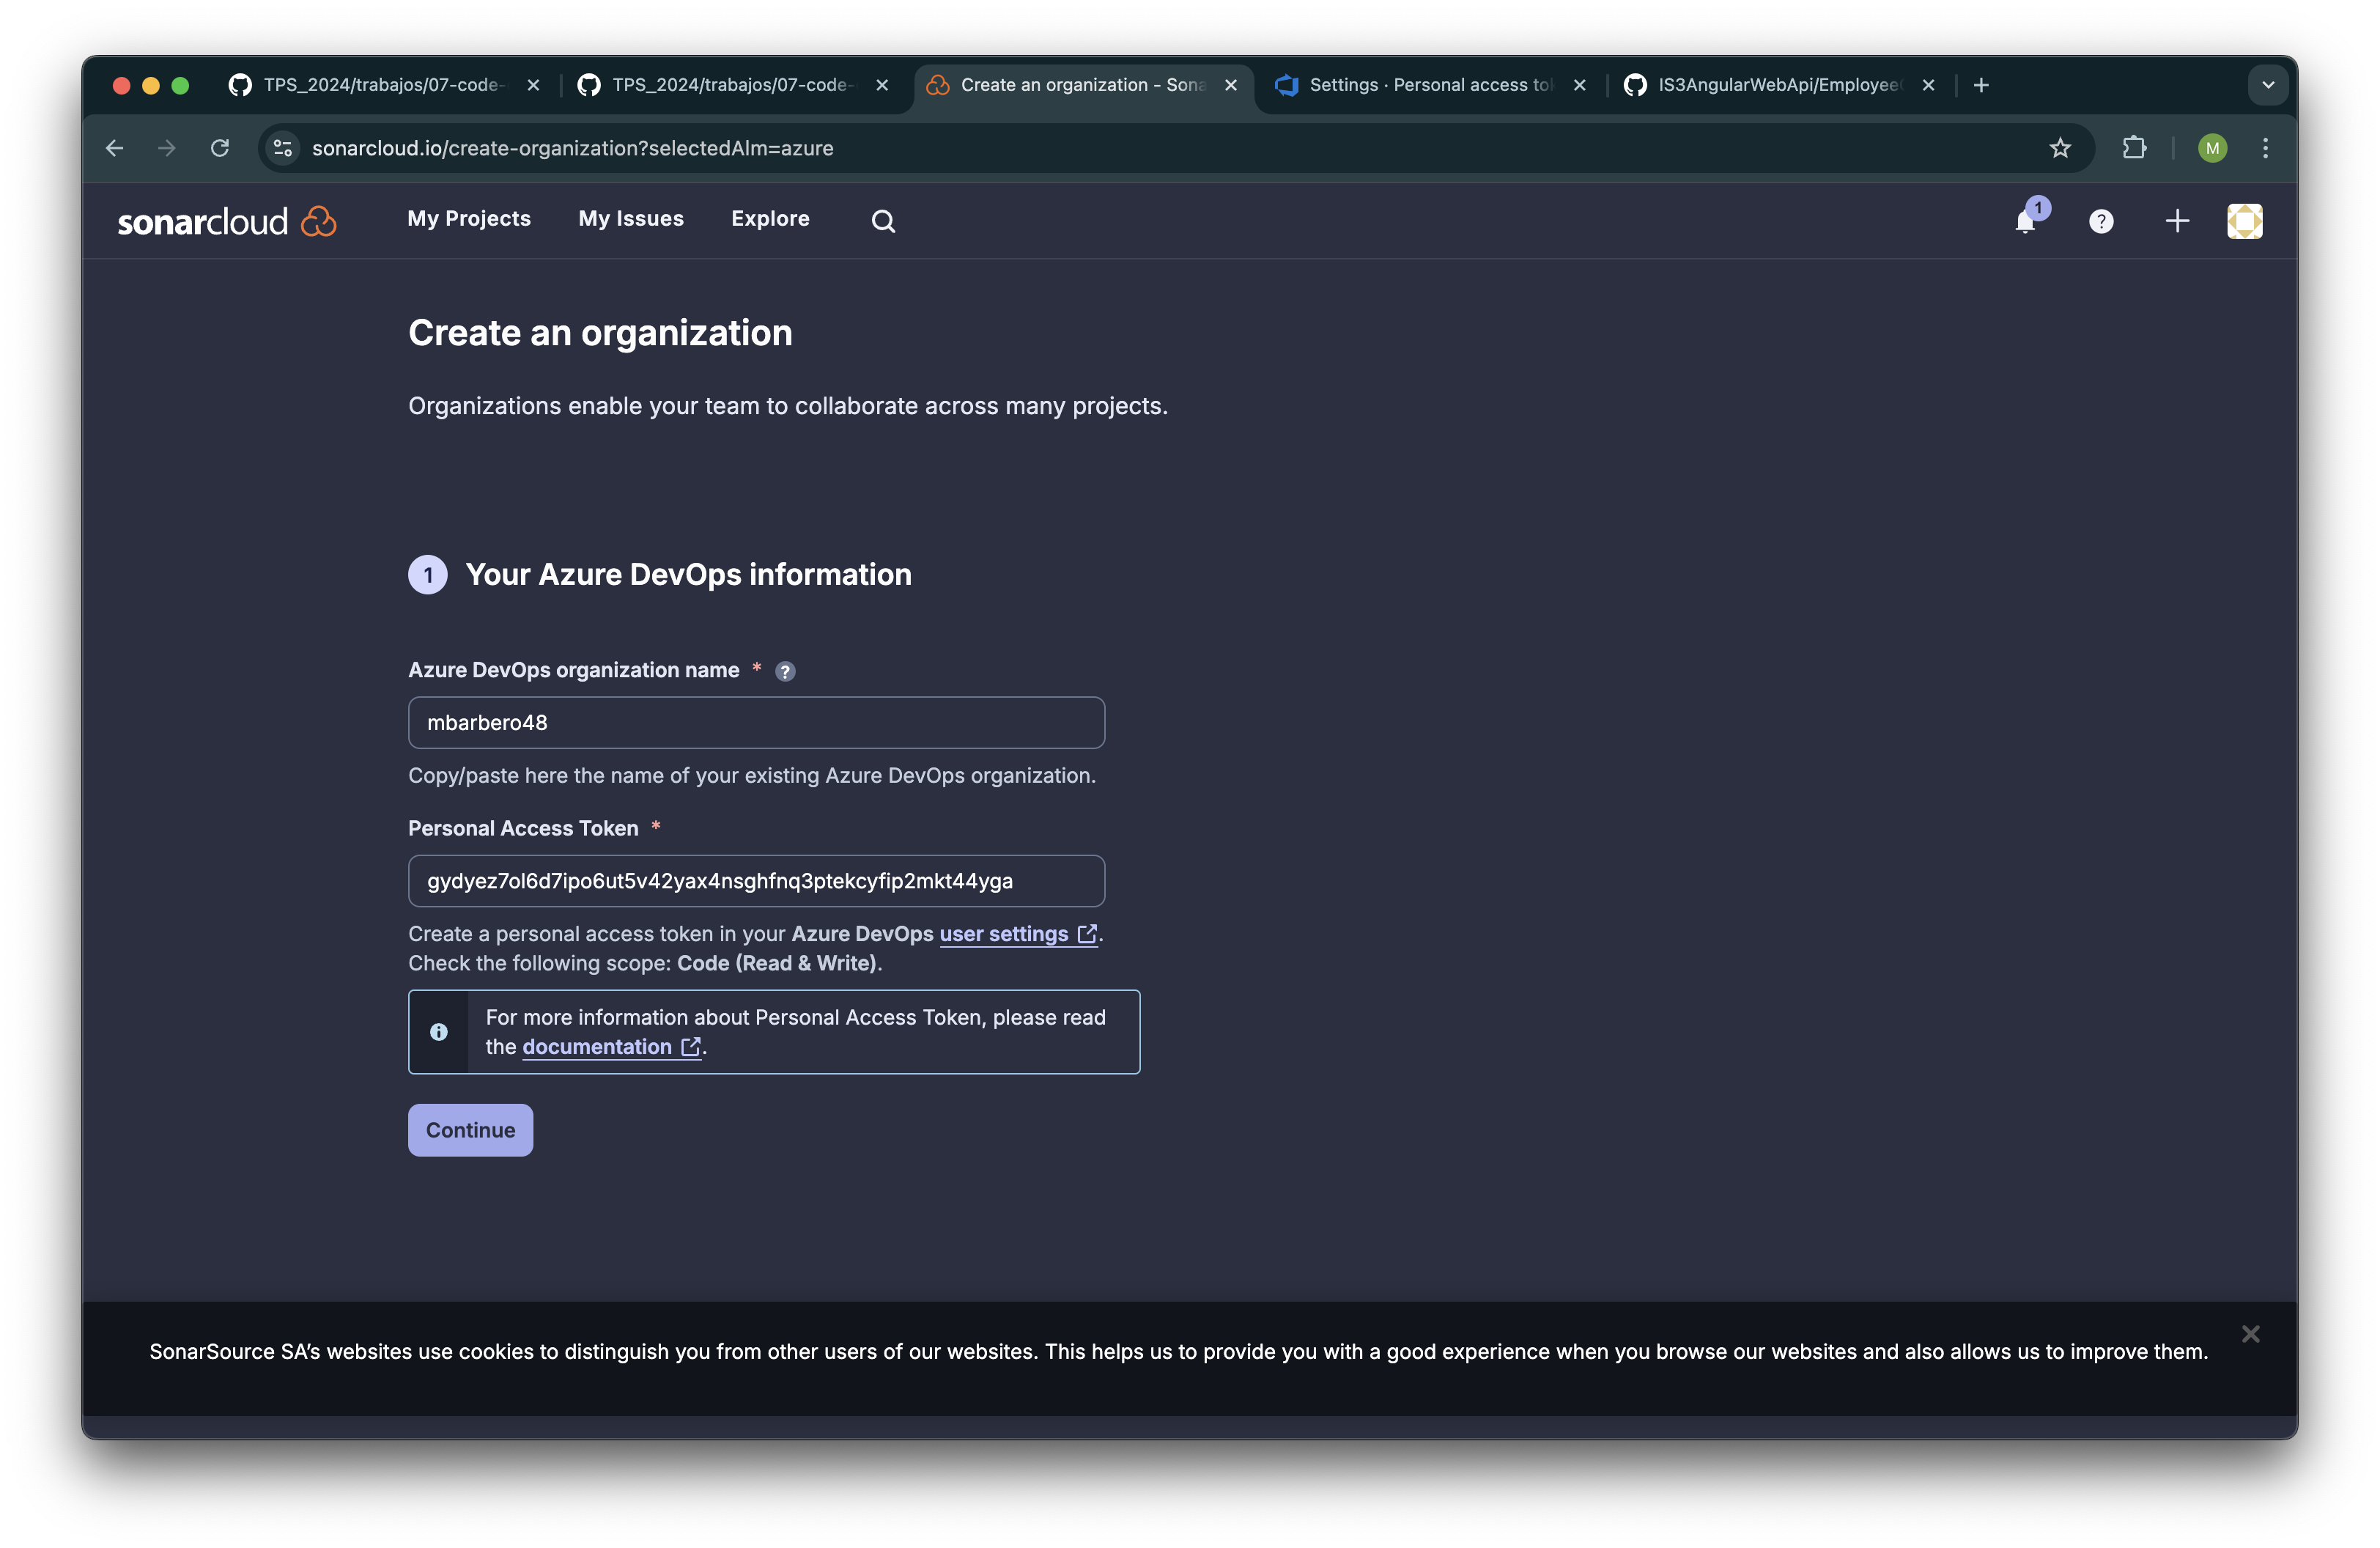 TPS_2024/trabajos/07-code-
TPS_2024/trabajos/07-code-
Create an organization - Sona
Settings · Personal access tok
IS3AngularWebApi/Employee
sonarcloud.io/create-organization?selectedAlm=azure
M
sonarcloud
My Projects
My Issues
Explore
1
?
Create an organization
Organizations enable your team to collaborate across many projects.
1 Your Azure DevOps information
Azure DevOps organization name * ?
mbarbero48
Copy/paste here the name of your existing Azure DevOps organization.
Personal Access Token *
gydyez7ol6d7ipo6ut5v42yax4nsghfnq3ptekcyfip2mkt44yga
Create a personal access token in your Azure DevOps user settings.
Check the following scope: Code (Read & Write).
For more information about Personal Access Token, please read
the documentation.
Continue
SonarSource SA's websites use cookies to distinguish you from other users of our websites. This helps us to provide you with a good experience when you browse our websites and also allows us to improve them.